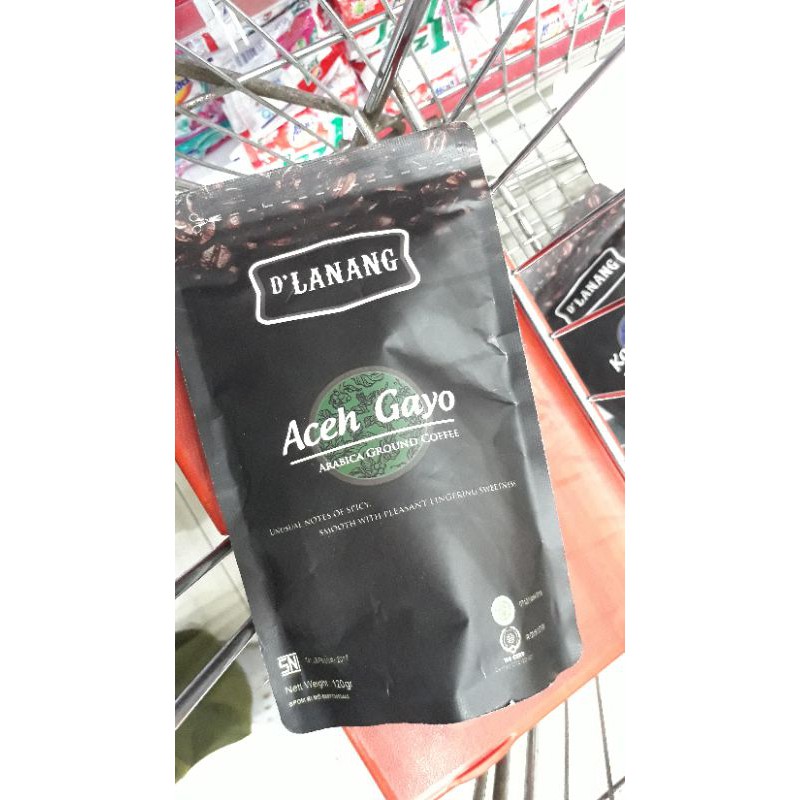 D'LANANG
Aceh Gayo
ARABICA GROUND COFFEE
UNUSUAL NOTES OF SPICY,
SMOOTH WITH PLEASANT LINGERING SWEETNESS
SNI
Nett Weight 120gr
D'LANANG